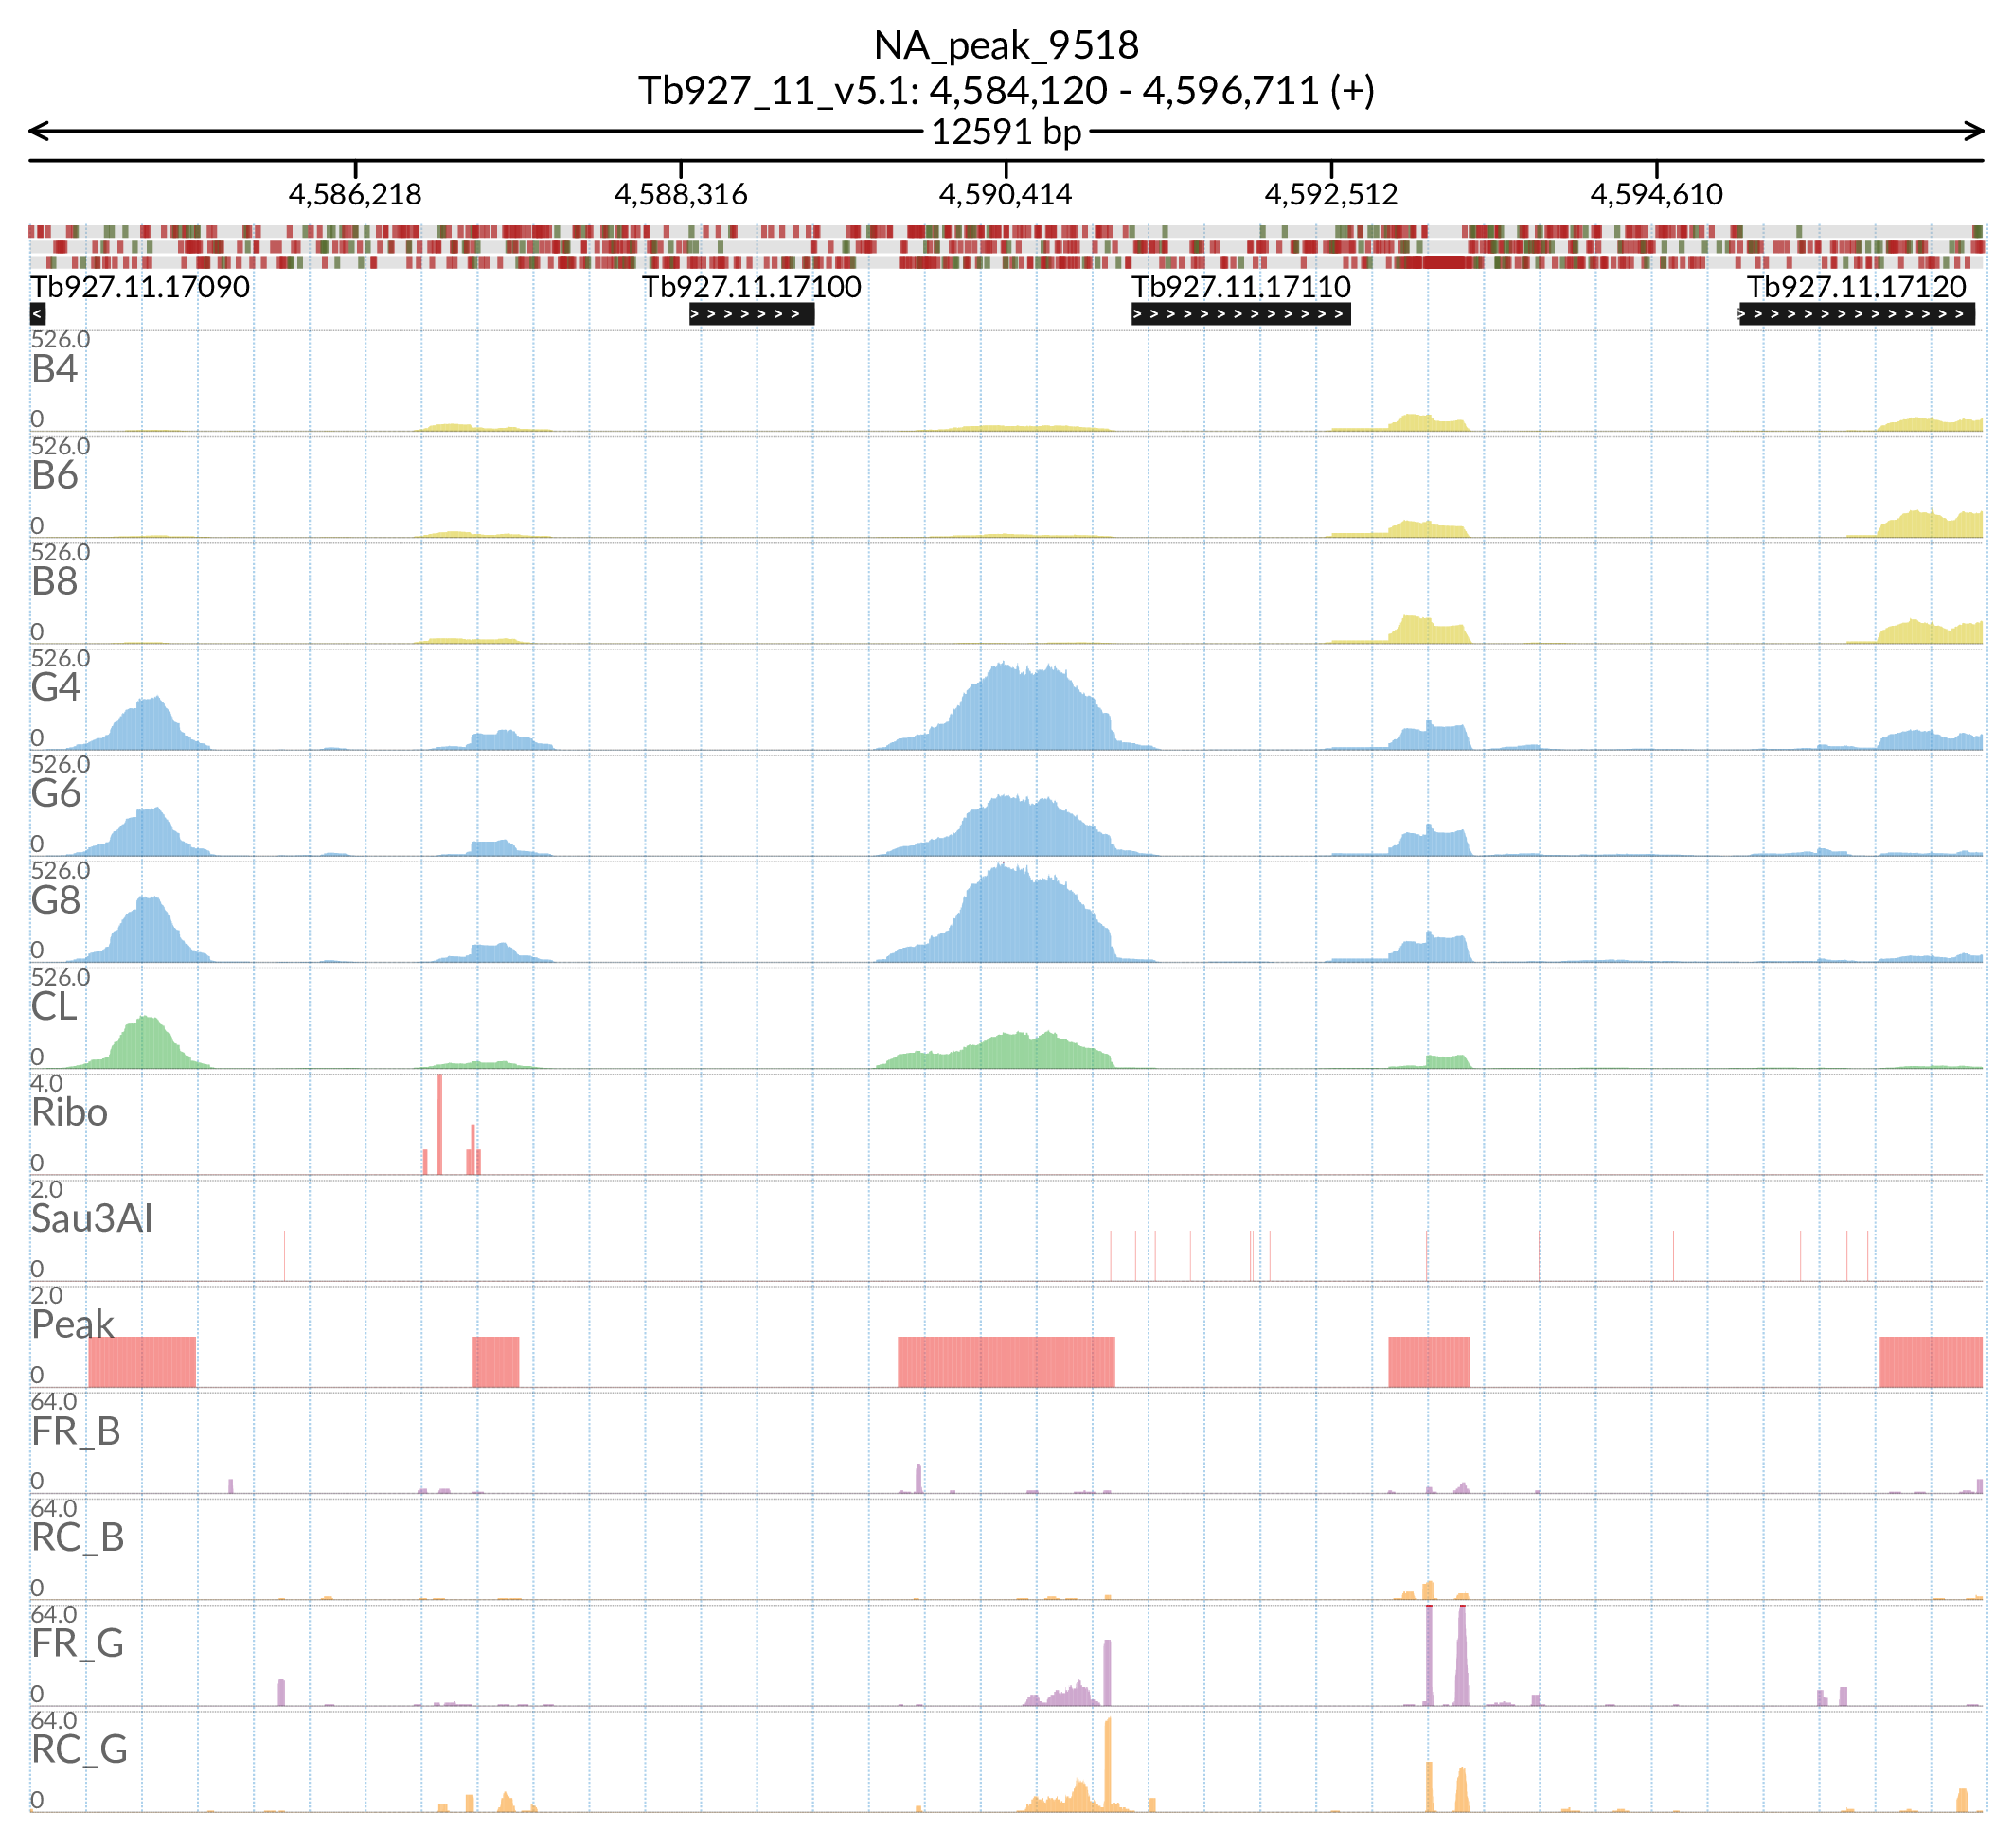 NA_peak_9518
Tb927_11_v5.1: 4,584,120 - 4,596,711 (+)
12591 bp
4,586,218 4,588,316 4,590,414 4,592,512 4,594,610
Tb927.11.17090 Tb927.11.17100 Tb927.11.17110 Tb927.11.17120
526.0
B4
0
526.0
B6
0
526.0
B8
0
526.0
G4
0
526.0
G6
0
526.0
G8
0
526.0
CL
0
4.0
Ribo
0
2.0
Sau3AI
0
2.0
Peak
0
64.0
FR_B
0
64.0
RC_B
0
64.0
FR_G
0
64.0
RC_G
0